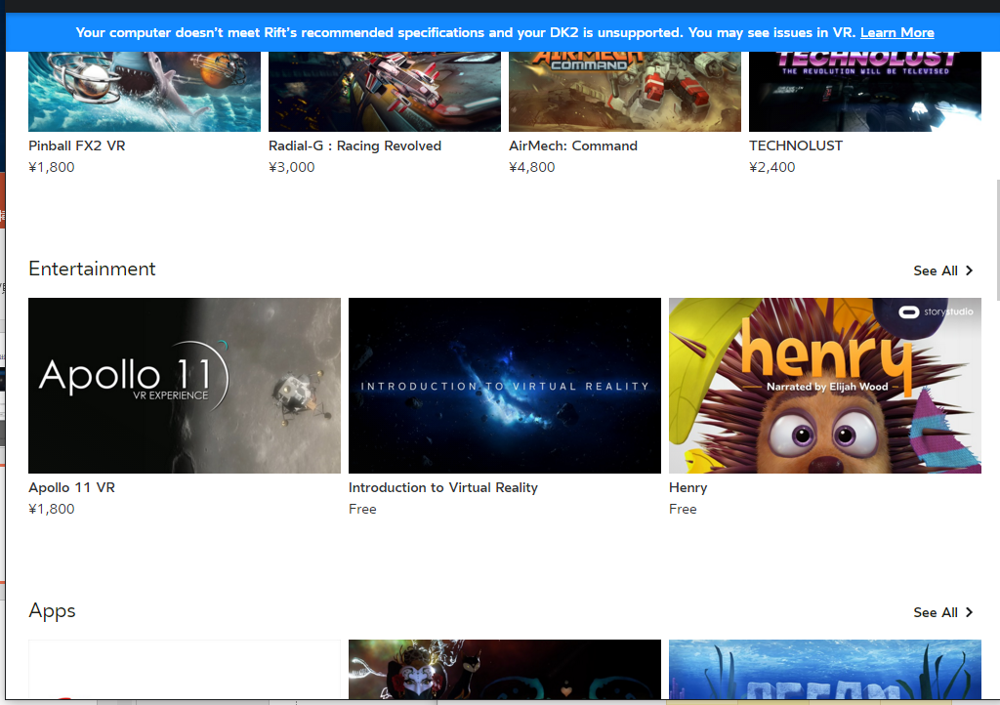 Your computer doesn't meet Rift's recommended specifications and your DK2 is unsupported. You may see issues in VR. Learn More
AIRMECH
COMMAND
TECHNOLUST
THE REVOLUTION WILL BE TELEVISED
Pinball FX2 VR
Radial-G : Racing Revolved
AirMech: Command
TECHNOLUST
¥1,800
¥3,000
¥4,800
¥2,400
Entertainment
See All
Apollo 11
VR EXPERIENCE
INTRODUCTION TO VIRTUAL REALITY
storystudio
henry
Narrated by Elijah Wood
Apollo 11 VR
Introduction to Virtual Reality
Henry
¥1,800
Free
Free
Apps
See All
OCEAN